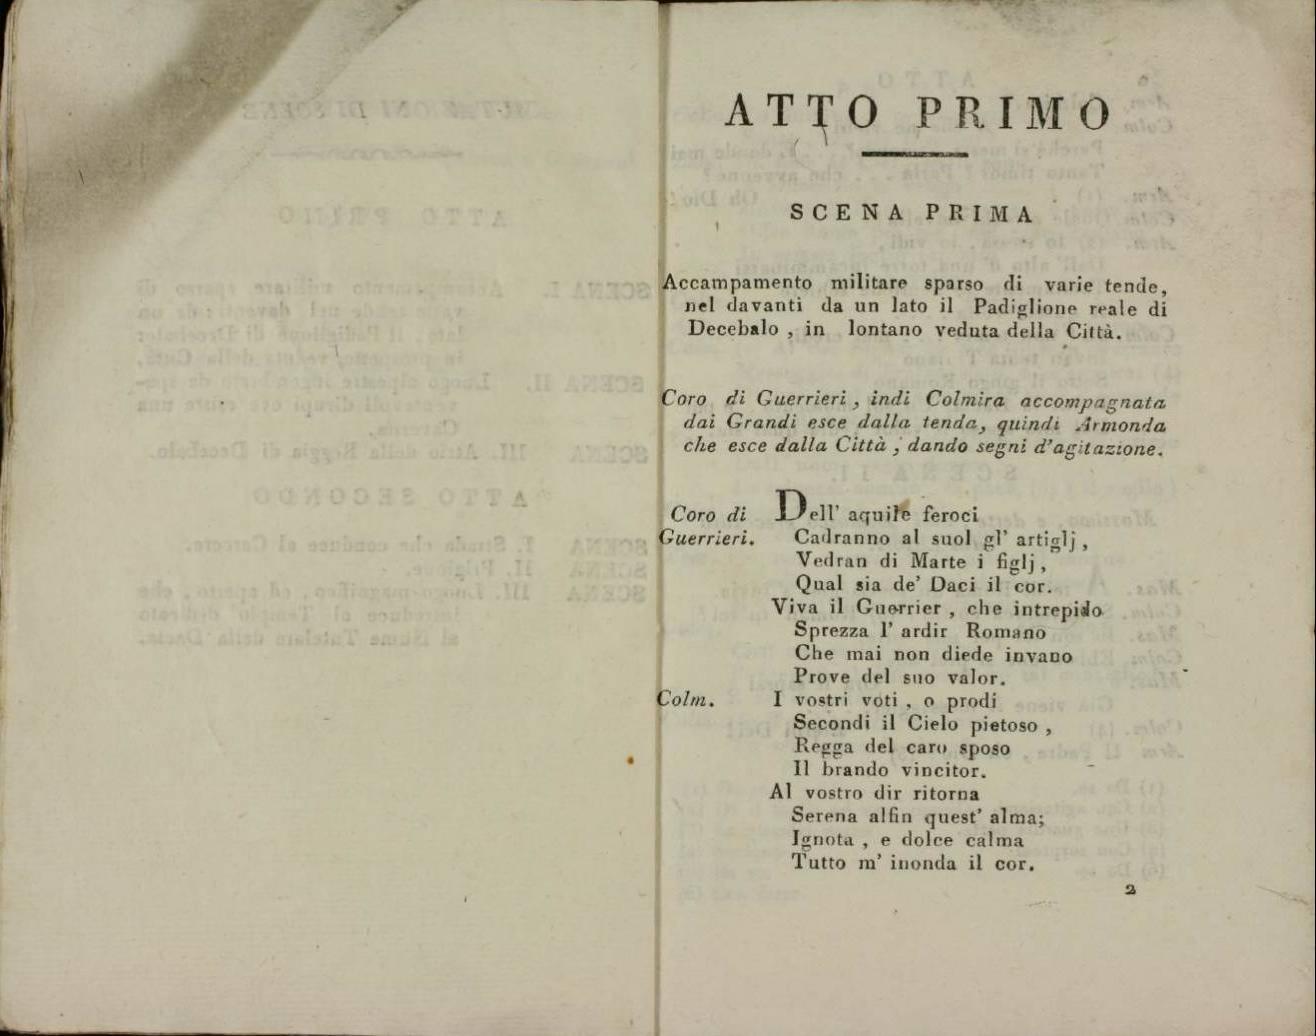 ATTO PRIMO
SCENA PRIMA
Accampamento militare sparso di varie tende,
nel davanti da un lato il Padiglione reale di
Decebalo , in lontano veduta della Città.
Coro di Guerrieri , indi Colmira accompagnata
dai Grandi esce dalla tenda, quindi Armonda
che esce dalla Città , dando segni d'agitazione.
Coro di Dell' aquile feroci
Guerrieri. Cadranno al suol gl' artiglj ,
Vedran di Marte i figlj ,
Qual sia de' Daci il cor.
Viva il Guerrier , che intrepido
Sprezza l' ardir Romano
Che mai non diede invano
Prove del suo valor.
Colm. I vostri voti , o prodi
Secondi il Cielo pietoso ,
Regga del caro sposo
Il brando vincitor.
Al vostro dir ritorna
Serena alfin quest' alma;
Ignota , e dolce calma
Tutto m' inonda il cor.
2